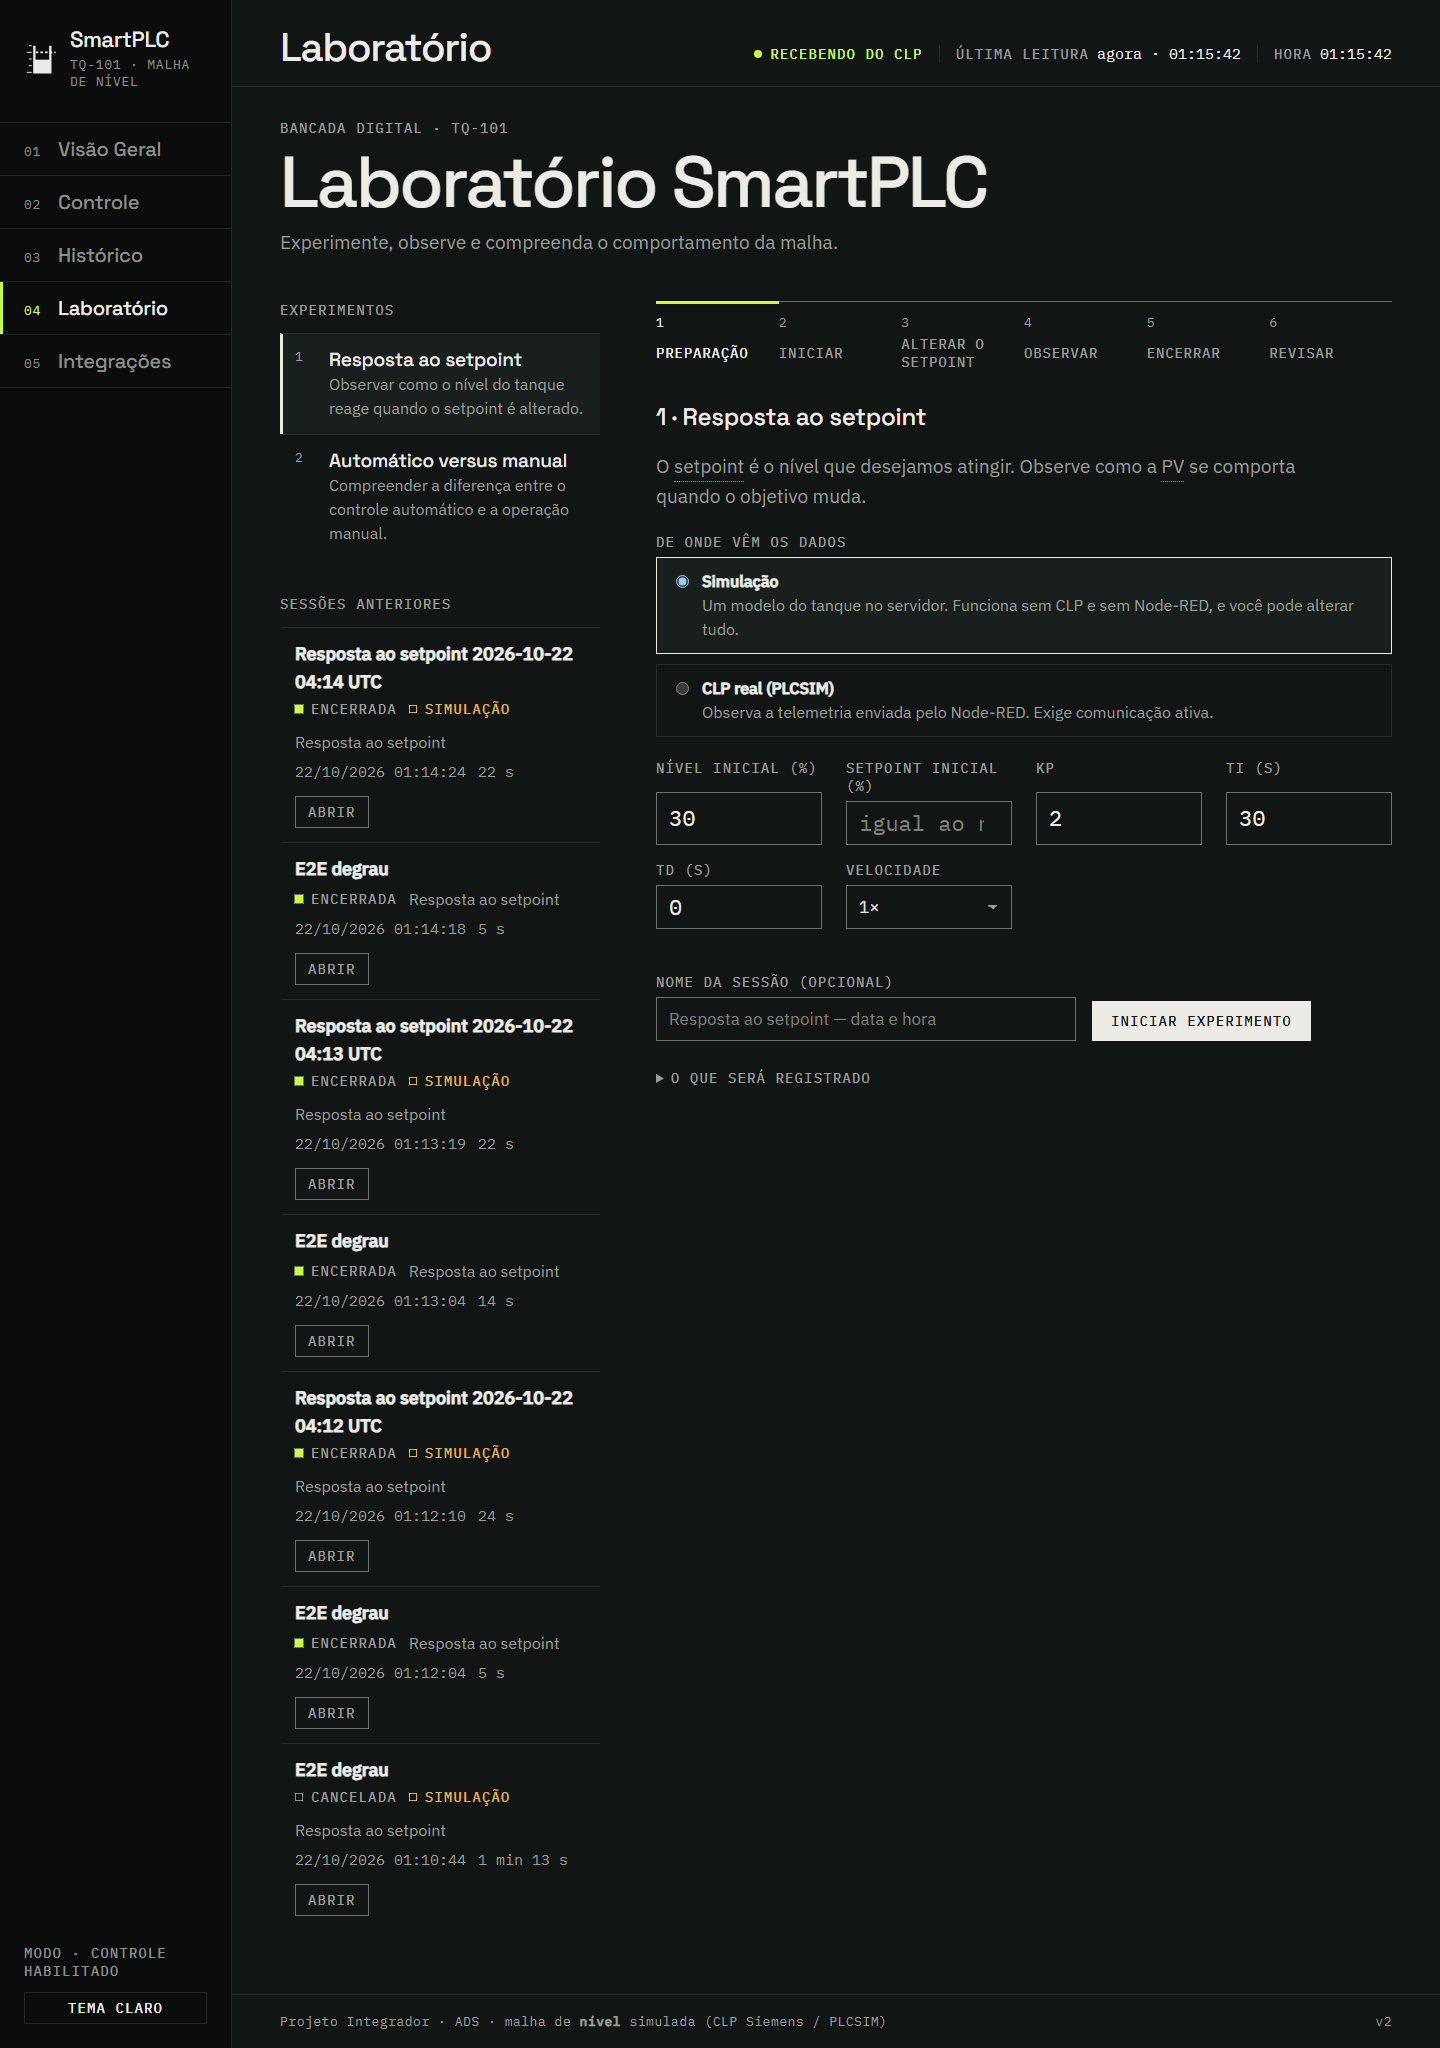 SmartPLC
TQ-101 · MALHA
DE NÍVEL
01 Visão Geral
02 Controle
03 Histórico
04 Laboratório
05 Integrações
MODO · CONTROLE
HABILITADO
TEMA CLARO
Laboratório
RECEBENDO DO CLP
ÚLTIMA LEITURA agora · 01:15:42
HORA 01:15:42
BANCADA DIGITAL · TQ-101
Laboratório SmartPLC
Experimente, observe e compreenda o comportamento da malha.
EXPERIMENTOS
1 Resposta ao setpoint
Observar como o nível do tanque
reage quando o setpoint é alterado.
2 Automático versus manual
Compreender a diferença entre o
controle automático e a operação
manual.
SESSÕES ANTERIORES
Resposta ao setpoint 2026-10-22
04:14 UTC
ENCERRADA SIMULAÇÃO
Resposta ao setpoint
22/10/2026 01:14:24 22 s
ABRIR
E2E degrau
ENCERRADA Resposta ao setpoint
22/10/2026 01:14:18 5 s
ABRIR
Resposta ao setpoint 2026-10-22
04:13 UTC
ENCERRADA SIMULAÇÃO
Resposta ao setpoint
22/10/2026 01:13:19 22 s
ABRIR
E2E degrau
ENCERRADA Resposta ao setpoint
22/10/2026 01:13:04 14 s
ABRIR
Resposta ao setpoint 2026-10-22
04:12 UTC
ENCERRADA SIMULAÇÃO
Resposta ao setpoint
22/10/2026 01:12:10 24 s
ABRIR
E2E degrau
ENCERRADA Resposta ao setpoint
22/10/2026 01:12:04 5 s
ABRIR
E2E degrau
CANCELADA SIMULAÇÃO
Resposta ao setpoint
22/10/2026 01:10:44 1 min 13 s
ABRIR
1
PREPARAÇÃO
2
INICIAR
3
ALTERAR O
SETPOINT
4
OBSERVAR
5
ENCERRAR
6
REVISAR
1 · Resposta ao setpoint
O setpoint é o nível que desejamos atingir. Observe como a PV se comporta
quando o objetivo muda.
DE ONDE VÊM OS DADOS
Simulação
Um modelo do tanque no servidor. Funciona sem CLP e sem Node-RED, e você pode alterar
tudo.
CLP real (PLCSIM)
Observa a telemetria enviada pelo Node-RED. Exige comunicação ativa.
NÍVEL INICIAL (%)
30
SETPOINT INICIAL
(%)
igual ao
KP
2
TI (S)
30
TD (S)
0
VELOCIDADE
1×
NOME DA SESSÃO (OPCIONAL)
Resposta ao setpoint — data e hora
INICIAR EXPERIMENTO
O QUE SERÁ REGISTRADO
Projeto Integrador · ADS · malha de nível simulada (CLP Siemens / PLCSIM)
v2